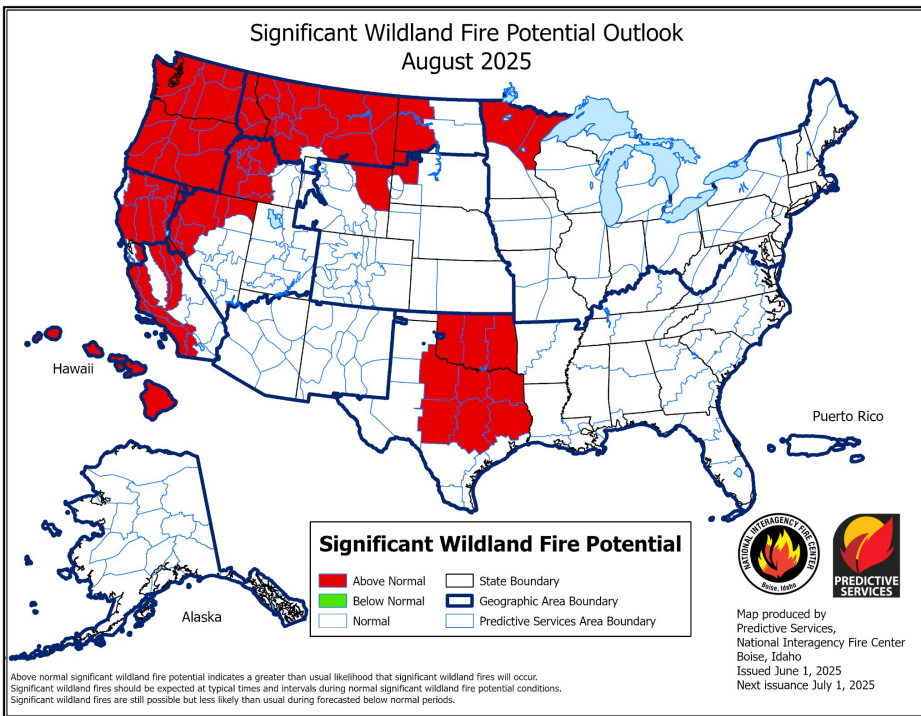 Significant Wildland Fire Potential Outlook
August 2025
Hawaii
Puerto Rico
Alaska
Significant Wildland Fire Potential
Above Normal
Below Normal
Normal
State Boundary
Geographic Area Boundary
Predictive Services Area Boundary
NATIONAL INTERAGENCY FIRE CENTER
Boise, Idaho
PREDICTIVE
SERVICES
Map produced by
Predictive Services,
National Interagency Fire Center
Boise, Idaho
Issued June 1, 2025
Next issuance July 1, 2025
Above normal significant wildland fire potential indicates a greater than usual likelihood that significant wildland fires will occur.
Significant wildland fires should be expected at typical times and intervals during normal significant wildland fire potential conditions.
Significant wildland fires are still possible but less likely than usual during forecasted below normal periods.